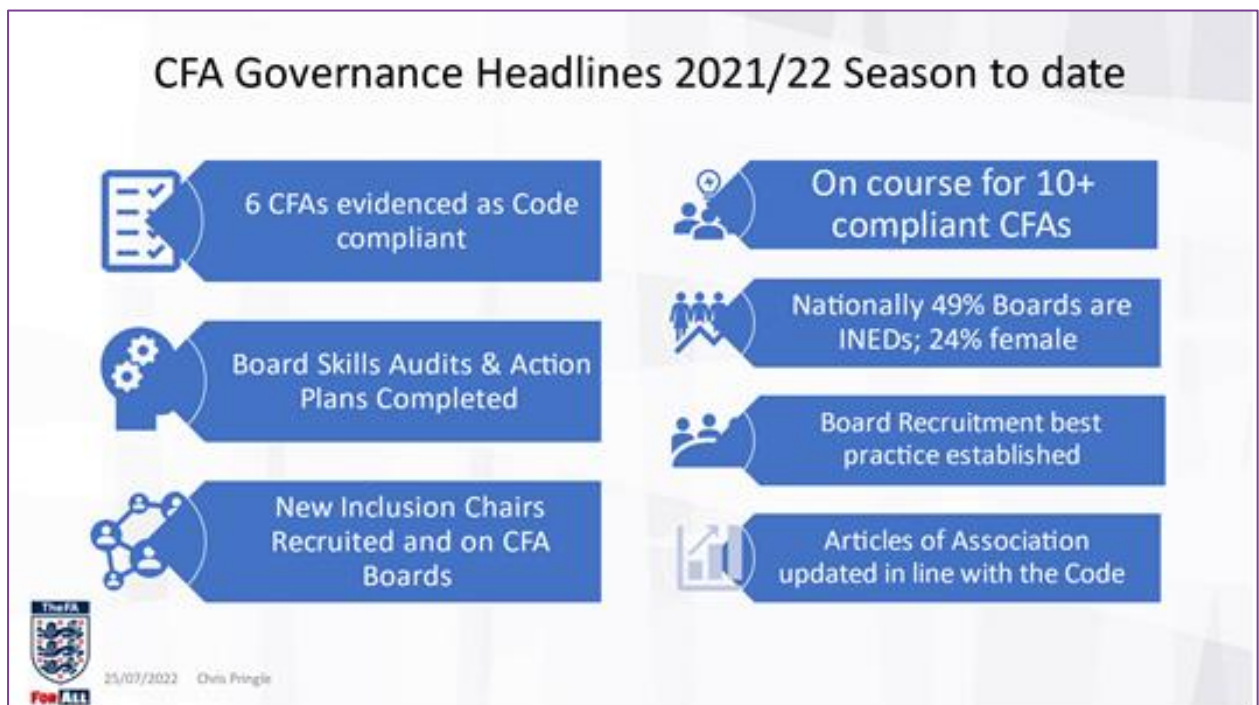 CFA Governance Headlines 2021/22 Season to date
6 CFAs evidenced as Code
compliant
Board Skills Audits & Action
Plans Completed
New Inclusion Chairs
Recruited and on CFA
Boards
On course for 10+
compliant CFAs
Nationally 49% Boards are
INEDs; 24% female
Board Recruitment best
practice established
Articles of Association
updated in line with the Code
TheFA
25/07/2022 Chris Pringle
For ALL